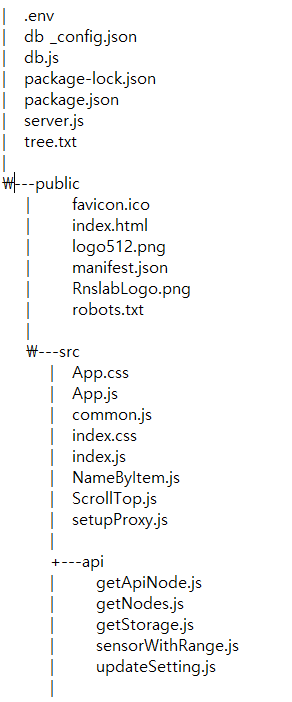 |    .env
|    db _config.json
|    db.js
|    package-lock.json
|    package.json
|    server.js
|    tree.txt
|
₩---public
    |    favicon.ico
    |    index.html
    |    logo512.png
    |    manifest.json
    |    RnslabLogo.png
    |    robots.txt
    |
    ₩---src
        |    App.css
        |    App.js
        |    common.js
        |    index.css
        |    index.js
        |    NameByItem.js
        |    ScrollTop.js
        |    setupProxy.js
        |
        +---api
        |    getApiNode.js
        |    getNodes.js
        |    getStorage.js
        |    sensorWithRange.js
        |    updateSetting.js
        |